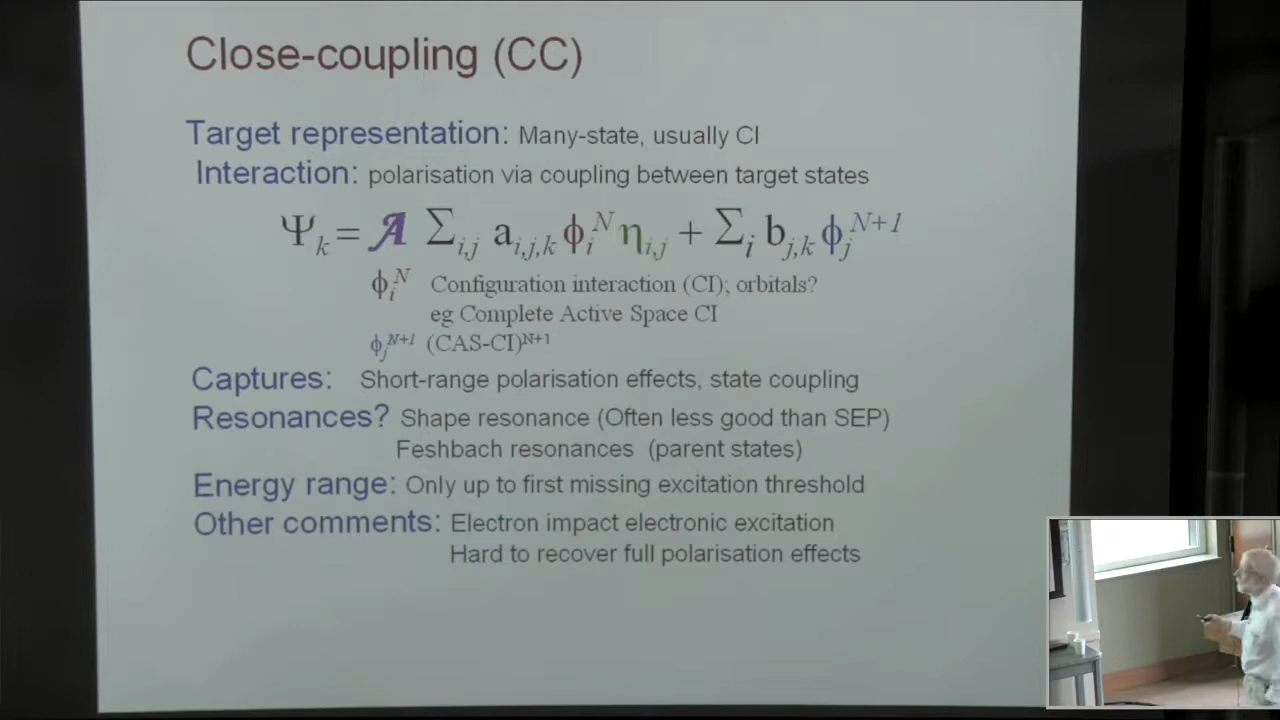 Close-coupling (CC)
Target representation: Many-state, usually CI
Interaction: polarisation via coupling between target states
Ψₖ= 𝓐 Σᵢ,ⱼ aᵢ,ⱼ,ₖ ϕᵢᴺ ηᵢ,ⱼ + Σᵢ bⱼ,ₖ ϕⱼᴺ⁺¹
ϕᵢᴺ Configuration interaction (CI); orbitals?
eg Complete Active Space CI
ϕⱼᴺ⁺¹ (CAS-CI)ᴺ⁺¹
Captures: Short-range polarisation effects, state coupling
Resonances? Shape resonance (Often less good than SEP)
Feshbach resonances (parent states)
Energy range: Only up to first missing excitation threshold
Other comments: Electron impact electronic excitation
Hard to recover full polarisation effects